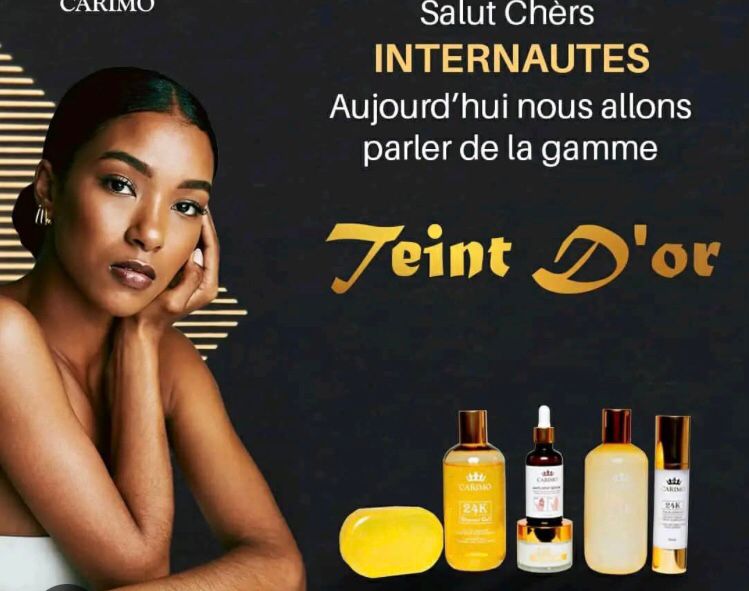 CARIMO
Salut Chèrs
INTERNAUTES
Aujourd'hui nous allons
parler de la gamme
Teint D'or
CARIMO
24K
CARIMO
CARIMO
24K